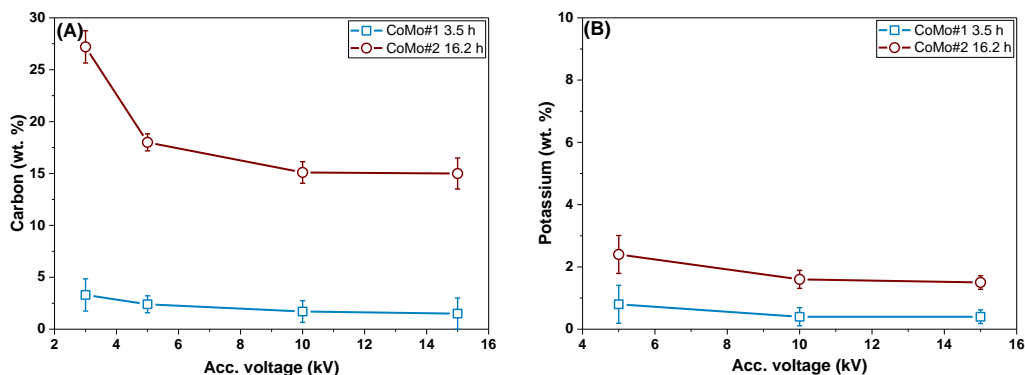 (A)
CoMo#1 3.5 h
CoMo#2 16.2 h
30
25
20
15
10
5
0
Carbon (wt. %)
2 4 6 8 10 12 14 16
Acc. voltage (kV)
(B)
CoMo#1 3.5 h
CoMo#2 16.2 h
10
8
6
4
2
0
Potassium (wt. %)
4 6 8 10 12 14 16
Acc. voltage (kV)